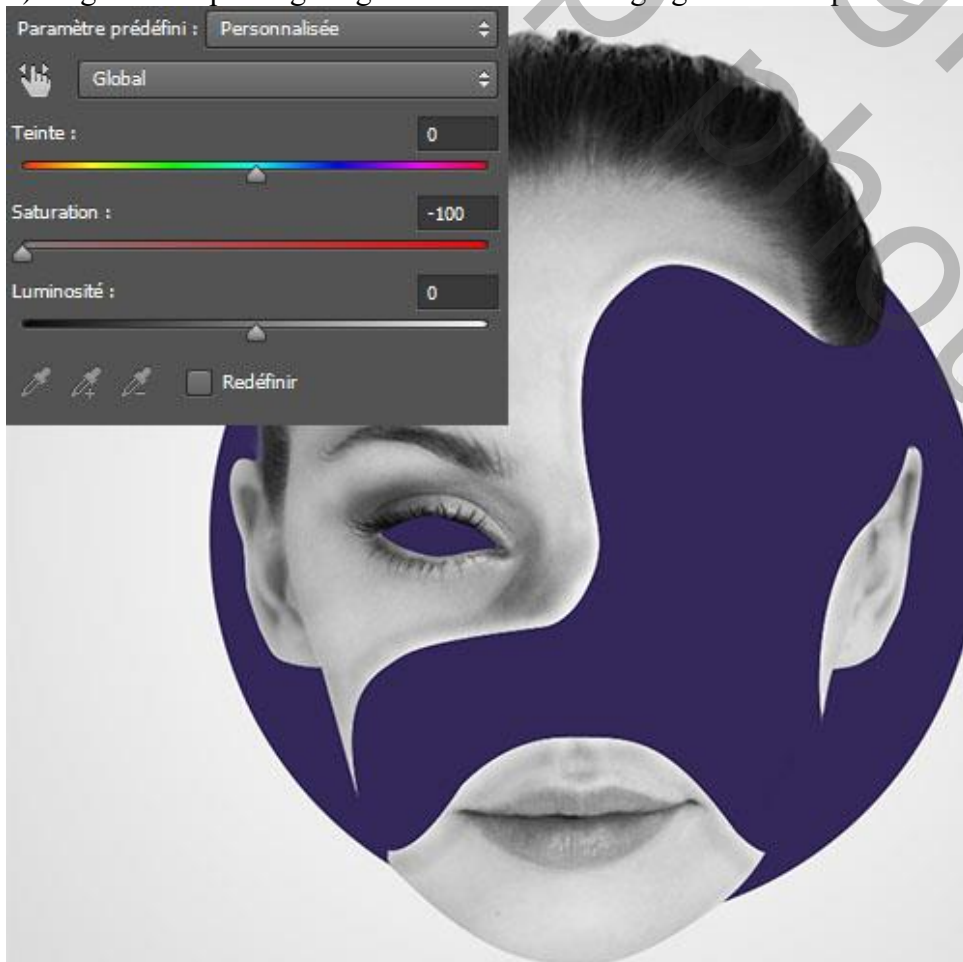 Paramètre prédéfini : Personnalisée
Global
Teinte : 0
Saturation : -100
Luminosité : 0
Redéfinir